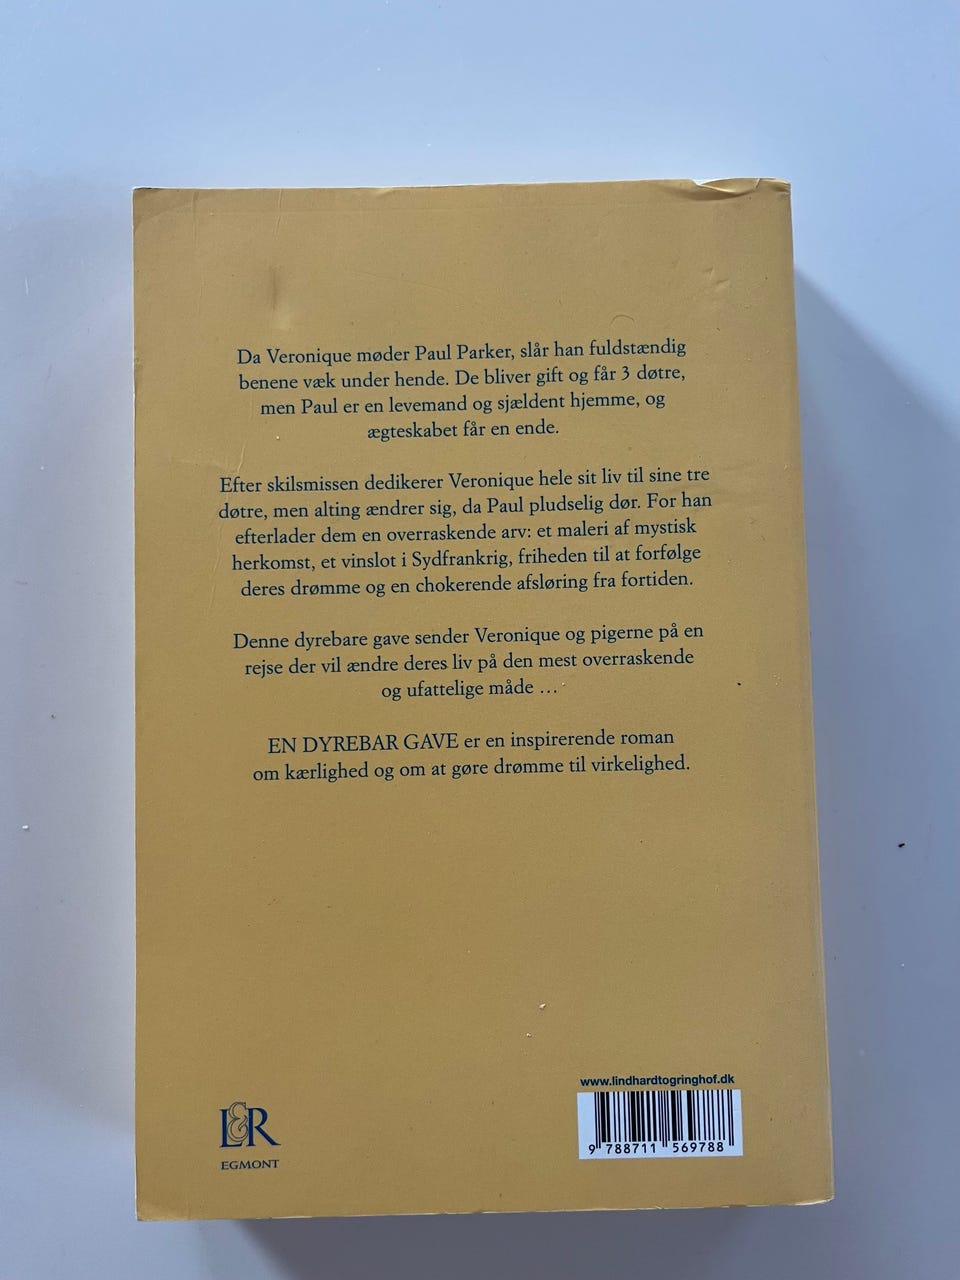 Da Veronique møder Paul Parker, slår han fuldstændig
benene væk under hende. De bliver gift og får 3 døtre,
men Paul er en levemand og sjældent hjemme, og
ægteskabet får en ende.
Efter skilsmissen dedikerer Veronique hele sit liv til sine tre
døtre, men alting ændrer sig, da Paul pludselig dør. For han
efterlader dem en overraskende arv: et maleri af mystisk
herkomst, et vinslot i Sydfrankrig, friheden til at forfølge
deres drømme og en chokerende afsløring fra fortiden.
Denne dyrebare gave sender Veronique og pigerne på en
rejse der vil ændre deres liv på den mest overraskende
og ufattelige måde …
EN DYREBAR GAVE er en inspirerende roman
om kærlighed og om at gøre drømme til virkelighed.
www.lindhardtogringhof.dk
9 788711 569788
L&R
EGMONT